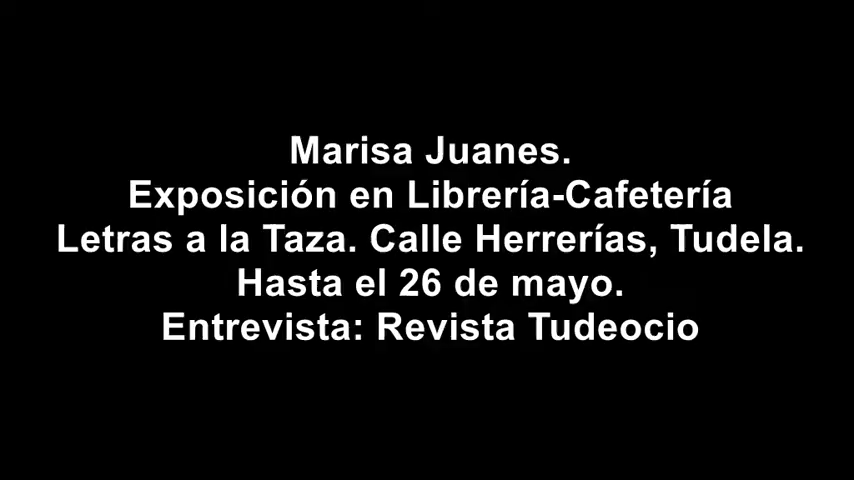 Marisa Juanes.
Exposición en Librería-Cafetería
Letras a la Taza. Calle Herrerías, Tudela.
Hasta el 26 de mayo.
Entrevista: Revista Tudeocio